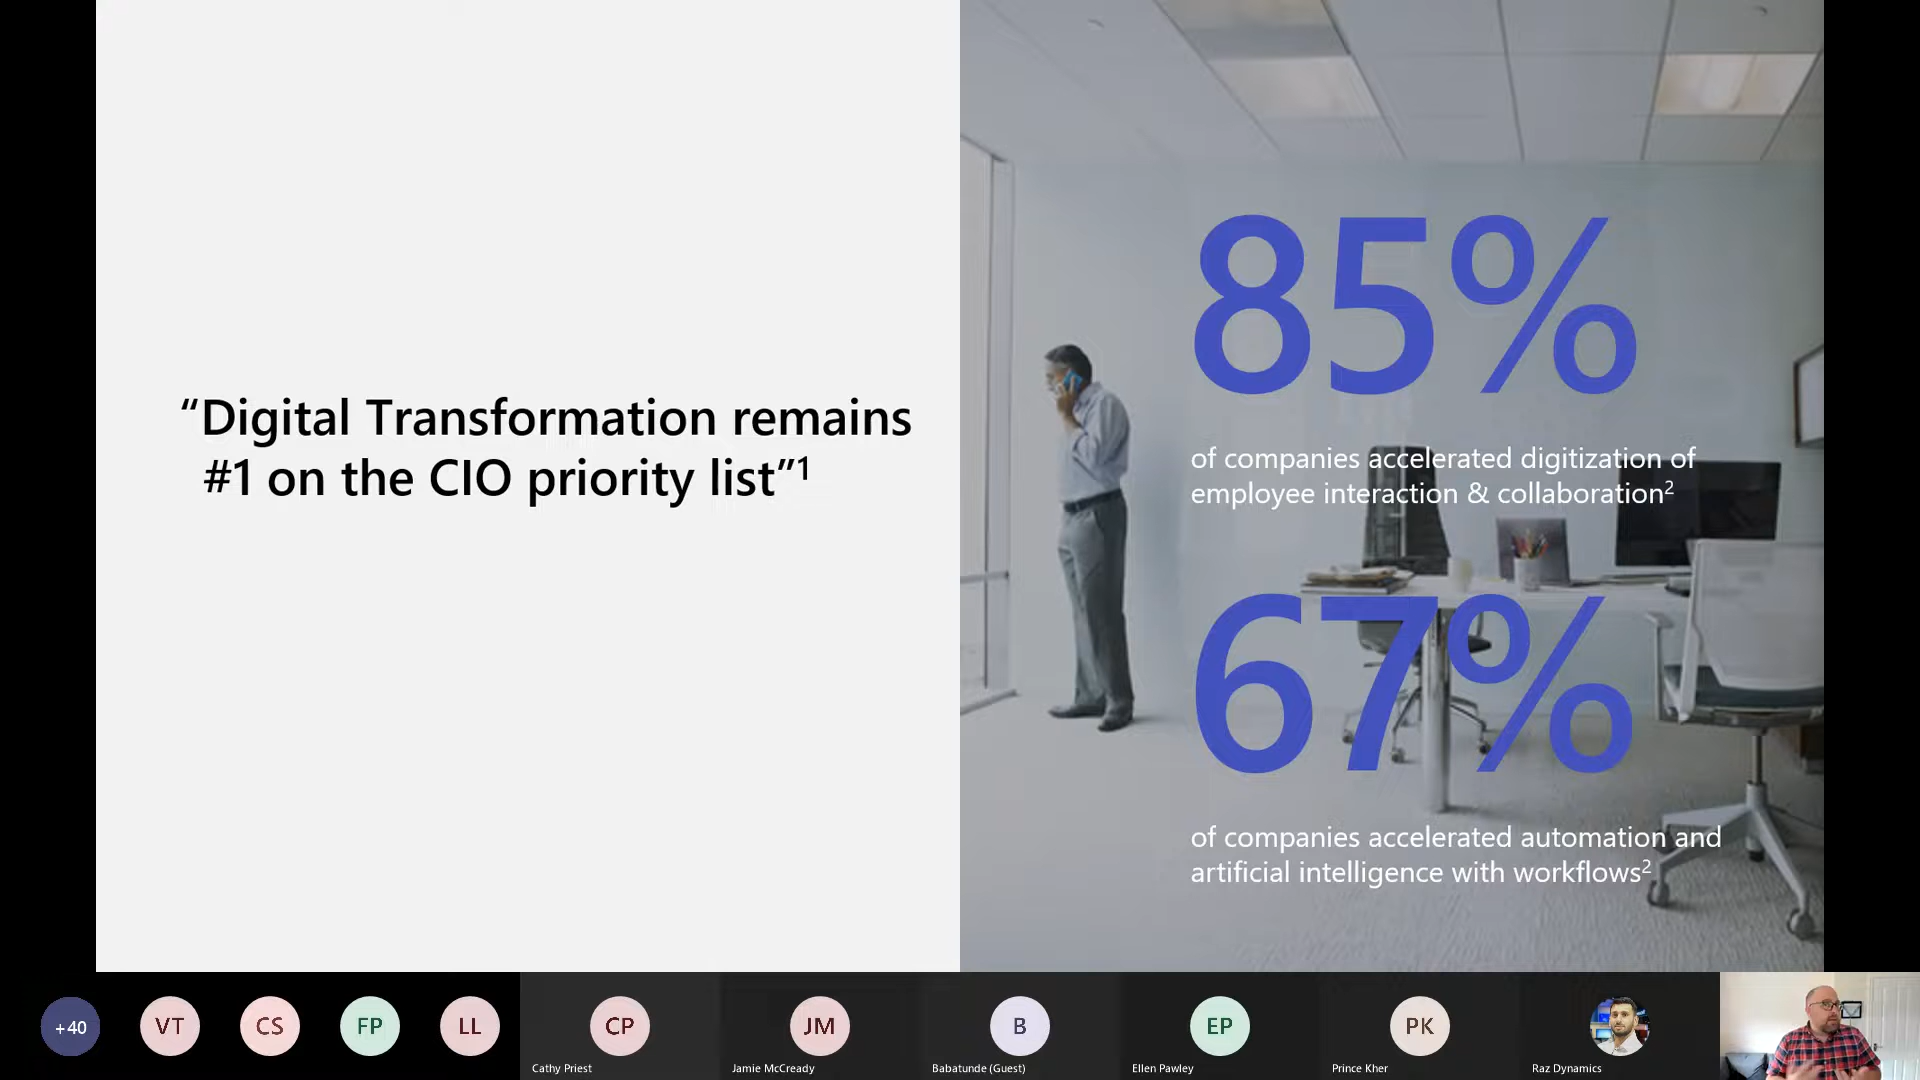 “Digital Transformation remains
#1 on the CIO priority list”1
85%
of companies accelerated digitization of
employee interaction & collaboration2
67%
of companies accelerated automation and
artificial intelligence with workflows2
+40
VT
CS
FP
LL
CP
JM
B
EP
PK
Cathy Priest
Jamie McCready
Babatunde (Guest)
Ellen Pawley
Prince Kher
Raz Dynamics